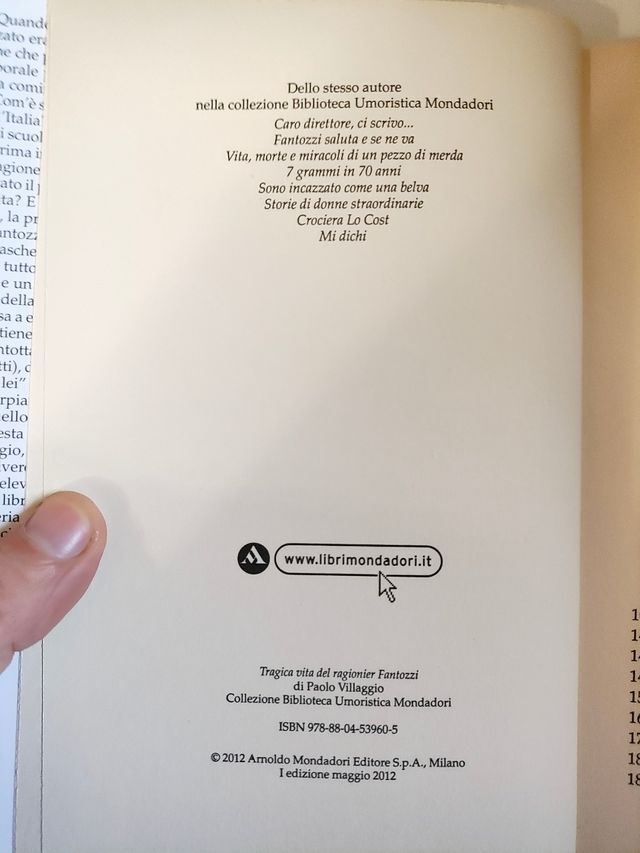 Dello stesso autore
nella collezione Biblioteca Umoristica Mondadori
Caro direttore, ci scrivo...
Fantozzi saluta e se ne va
Vita, morte e miracoli di un pezzo di merda
7 grammi in 70 anni
Sono incazzato come una belva
Storie di donne straordinarie
Crociera Lo Cost
Mi dichi
www.librimondadori.it
Tragica vita del ragionier Fantozzi
di Paolo Villaggio
Collezione Biblioteca Umoristica Mondadori
ISBN 978-88-04-53960-5
© 2012 Arnoldo Mondadori Editore S.p.A., Milano
I edizione maggio 2012